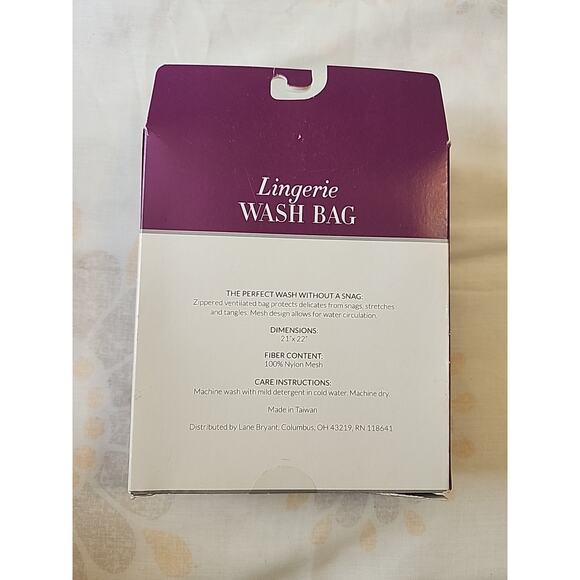 Lingerie
WASH BAG
THE PERFECT WASH WITHOUT A SNAG:
Zippered ventilated bag protects delicates from snags, stretches
and tangles. Mesh design allows for water circulation.
DIMENSIONS:
21"x 22"
FIBER CONTENT:
100% Nylon Mesh
CARE INSTRUCTIONS:
Machine wash with mild detergent in cold water. Machine dry.
Made in Taiwan
Distributed by Lane Bryant: Columbus, OH 43219, RN 118641